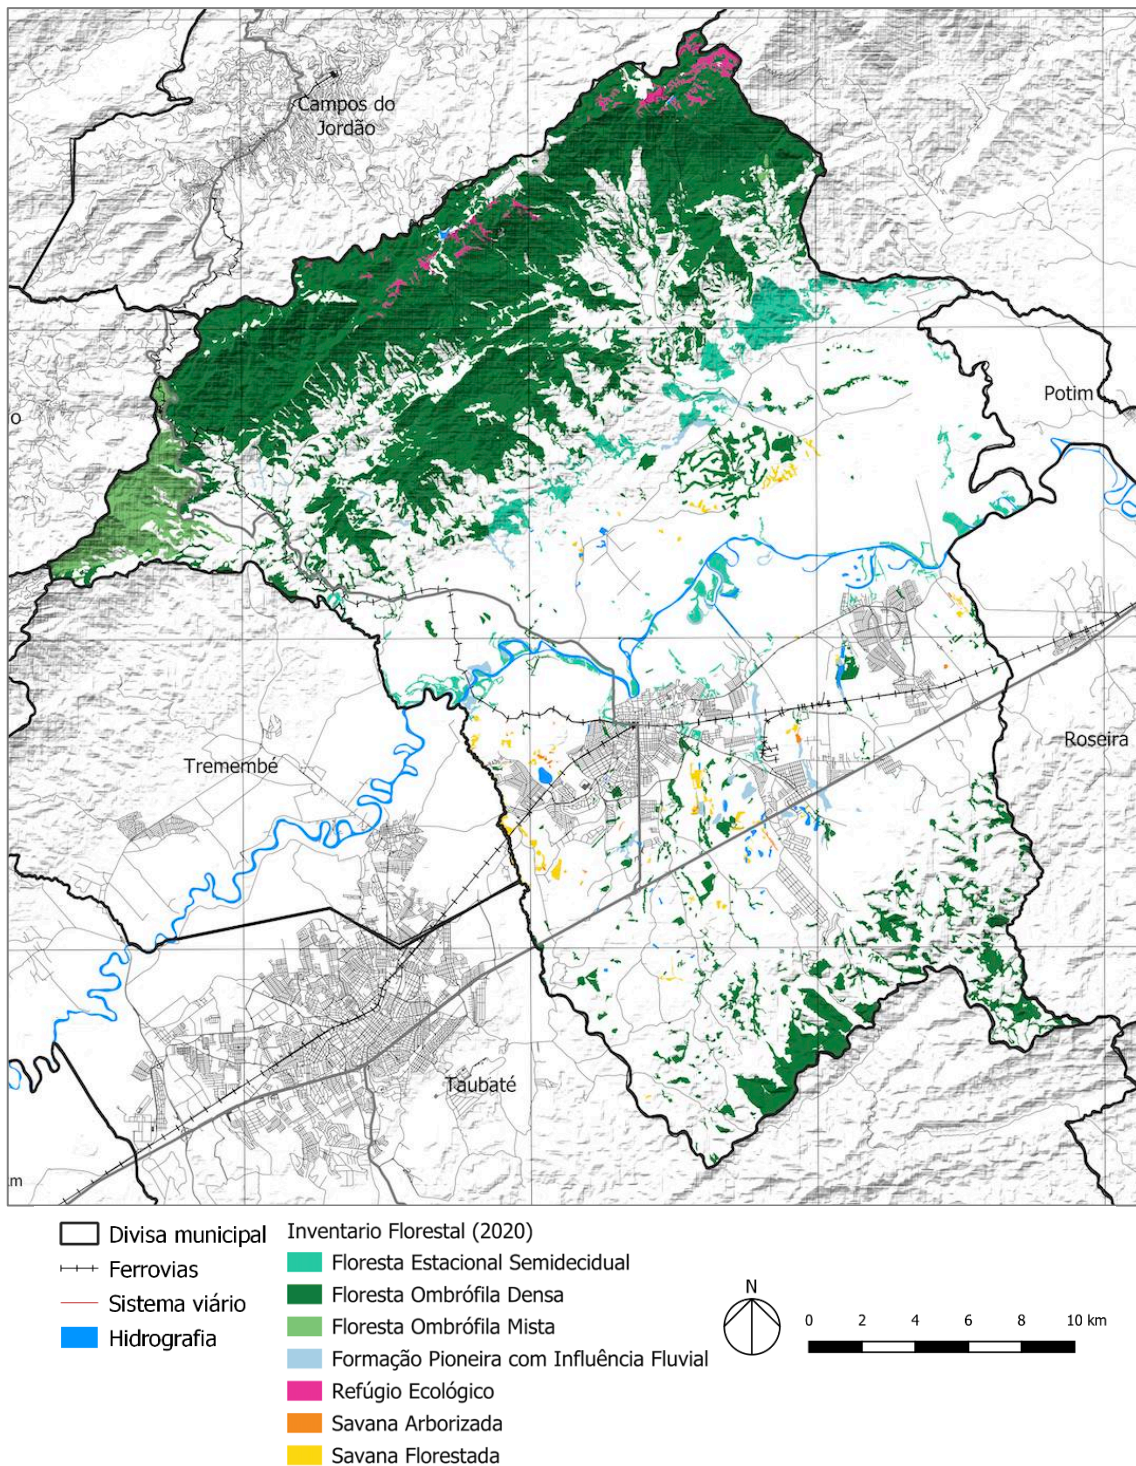 Campos do
Jordão
Potim
o
Tremembé
Roseira
Taubaté
m
Divisa municipal
Ferrovias
Sistema viário
Hidrografia
Inventario Florestal (2020)
Floresta Estacional Semidecidual
Floresta Ombrófila Densa
Floresta Ombrófila Mista
Formação Pioneira com Influência Fluvial
Refúgio Ecológico
Savana Arborizada
Savana Florestada
N
0 2 4 6 8 10 km